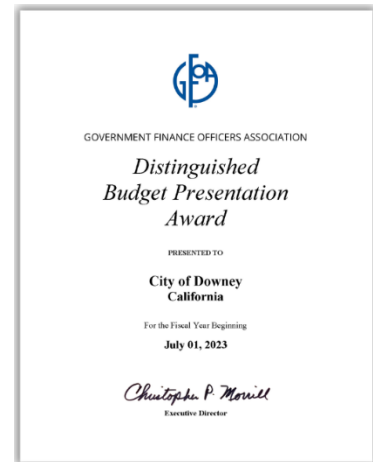 GFOA
GOVERNMENT FINANCE OFFICERS ASSOCIATION
Distinguished
Budget Presentation
Award
PRESENTED TO
City of Downey
California
For the Fiscal Year Beginning
July 01, 2023
Christopher P. Morrill
Executive Director